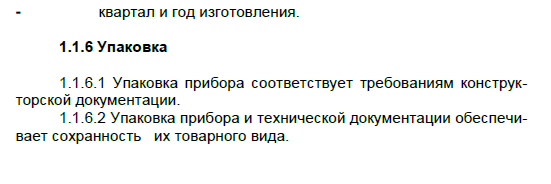 - квартал и год изготовления.
1.1.6 Упаковка
1.1.6.1 Упаковка прибора соответствует требованиям конструк-
торской документации.
1.1.6.2 Упаковка прибора и технической документации обеспечи-
вает сохранность их товарного вида.